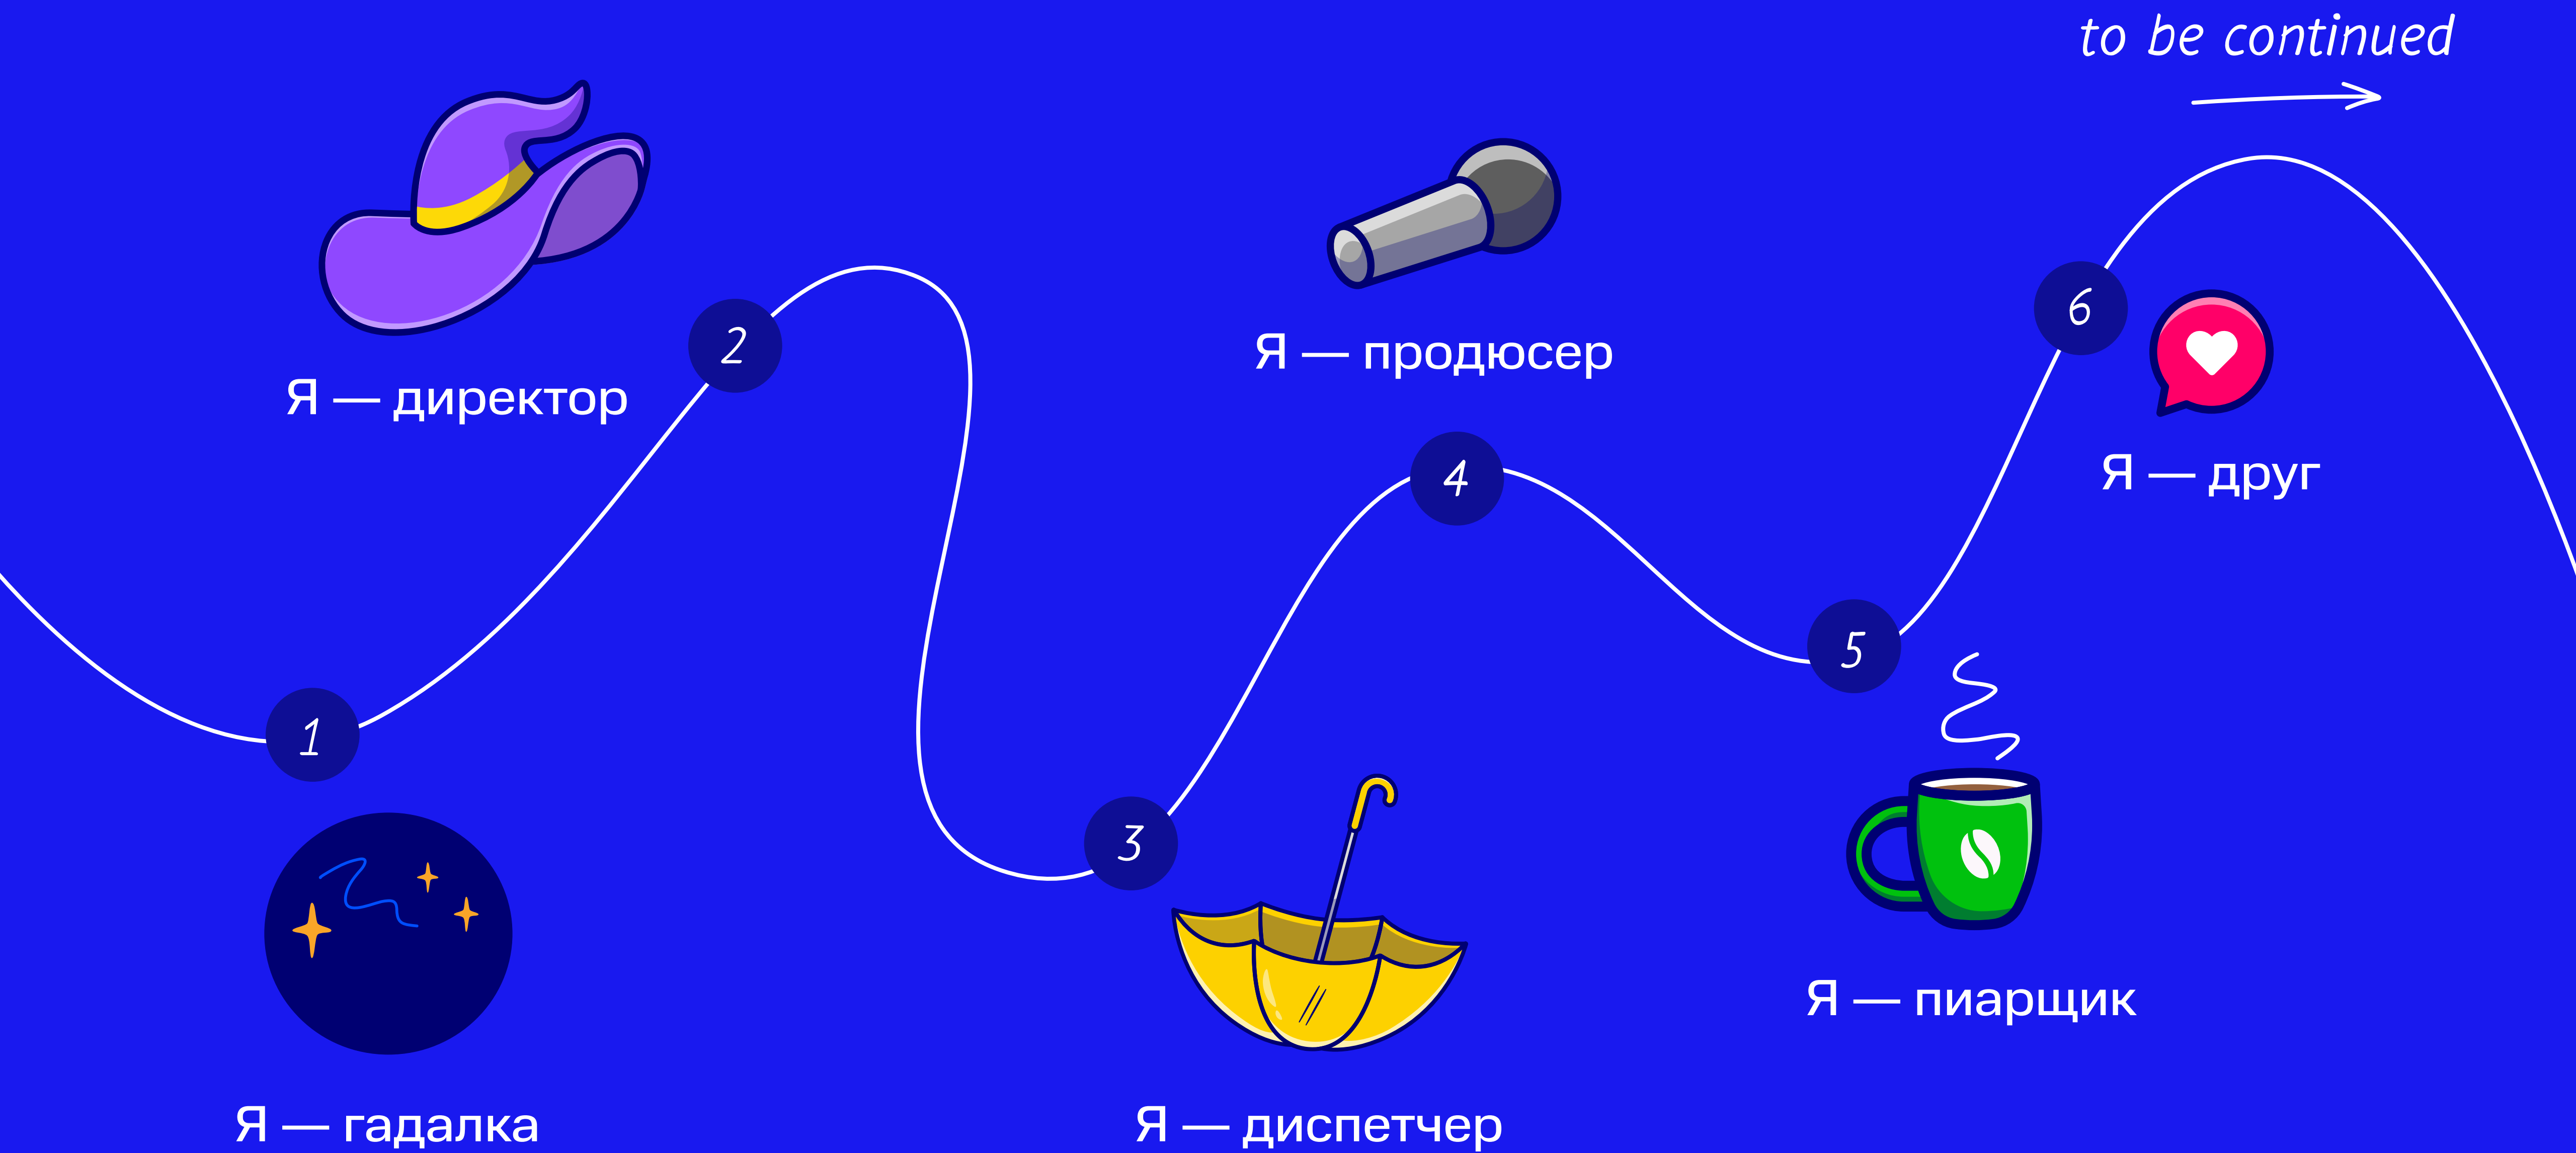 to be continued
1
Я — гадалка
2
Я — директор
3
Я — диспетчер
4
Я — продюсер
5
Я — пиарщик
6
Я — друг